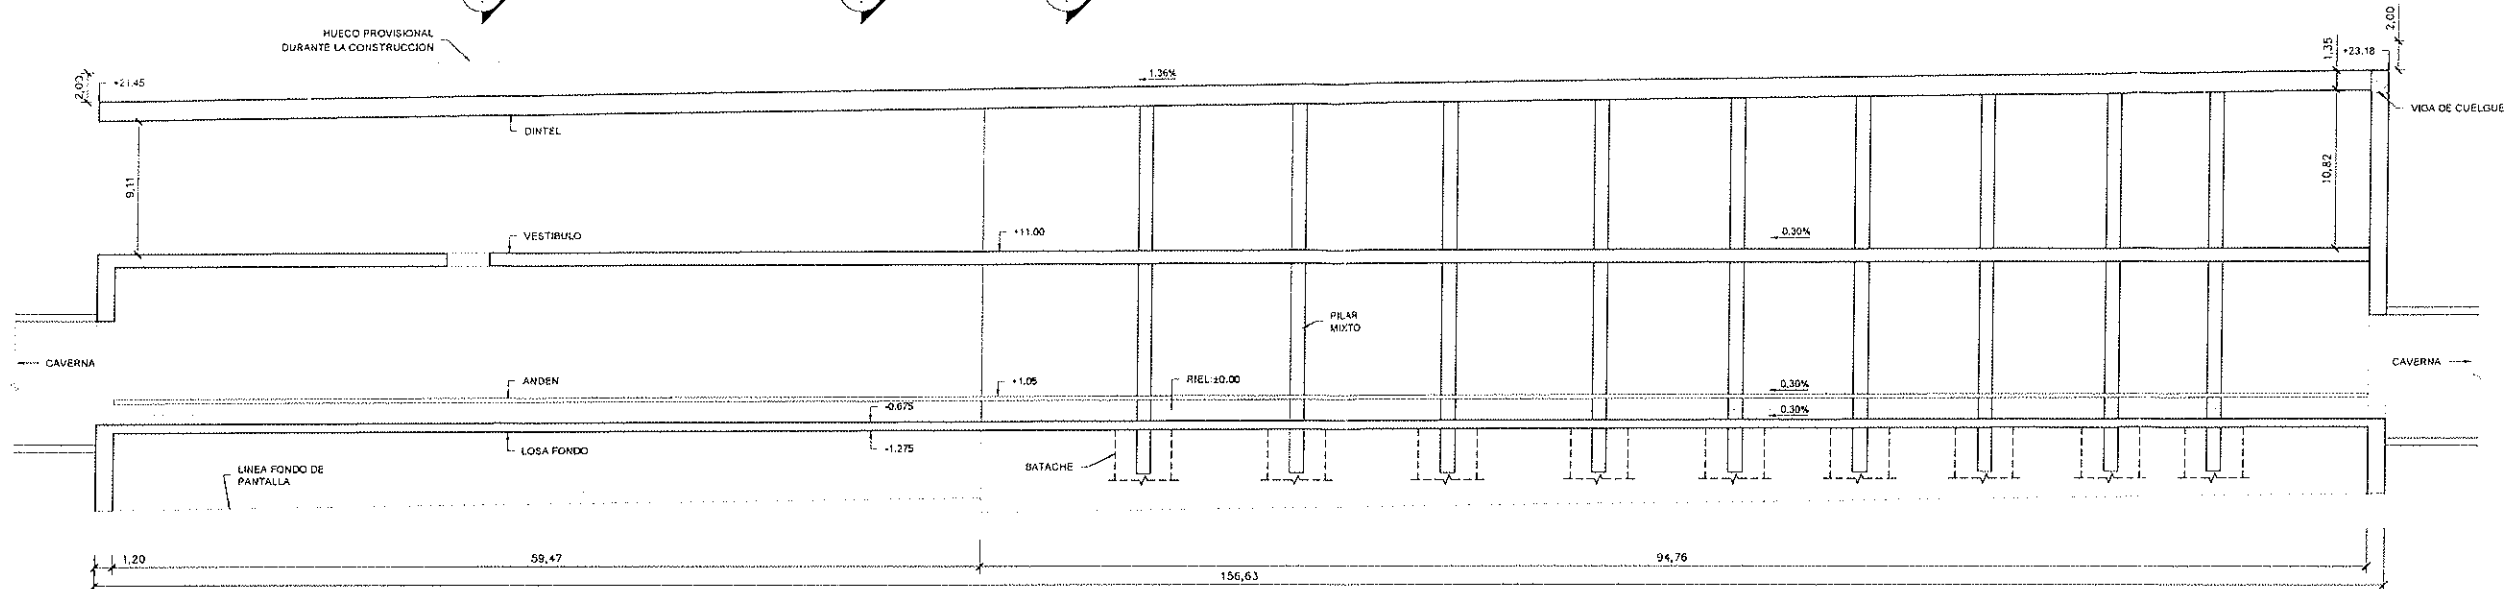 HUECO PROVISIONAL
DURANTE LA CONSTRUCCION
2,00
+21.45
1.36%
1,35
+23.18
2,00
VIGA DE CUELGUE
DINTEL
9,11
10,82
VESTIBULO
+11.00
0.30%
PILAR
MIXTO
CAVERNA
CAVERNA
ANDEN
+1.05
RIEL:±0.00
0.30%
-0.675
0.30%
-1.275
LOSA FONDO
LINEA FONDO DE
PANTALLA
BATACHE
1,20
59,47
94,76
156,63